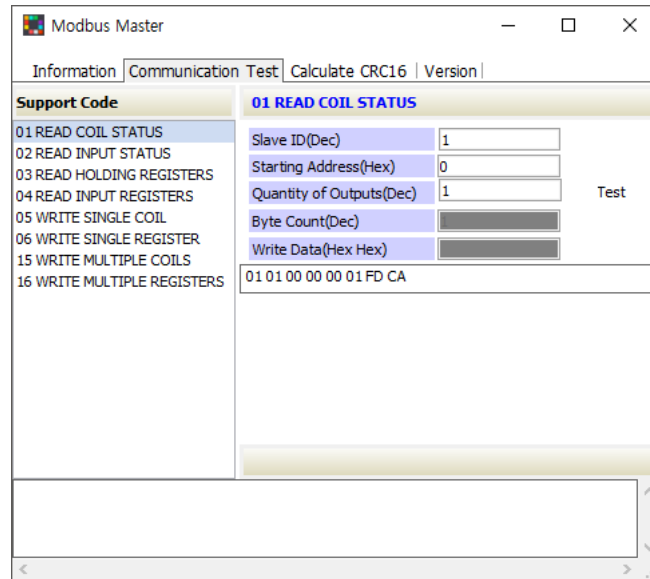 Modbus Master
Information Communication Test Calculate CRC16 Version
Support Code
01 READ COIL STATUS
02 READ INPUT STATUS
03 READ HOLDING REGISTERS
04 READ INPUT REGISTERS
05 WRITE SINGLE COIL
06 WRITE SINGLE REGISTER
15 WRITE MULTIPLE COILS
16 WRITE MULTIPLE REGISTERS
01 READ COIL STATUS
Slave ID(Dec) 1
Starting Address(Hex) 0
Quantity of Outputs(Dec) 1 Test
Byte Count(Dec)
Write Data(Hex Hex)
01 01 00 00 00 01 FD CA